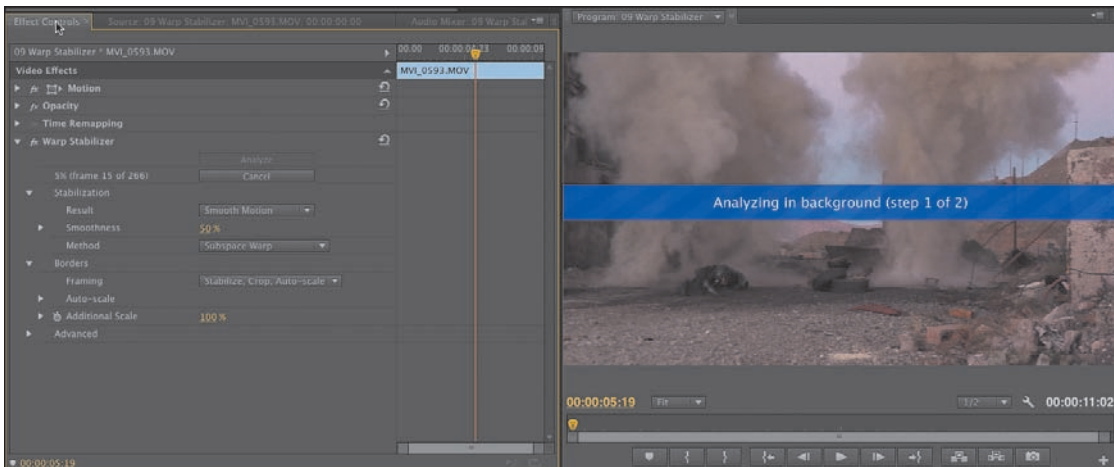 Effect Controls
Source: 09 Warp Stabilizer: MVI_0593.MOV: 00:00:00:00
Audio Mixer: 09 Warp Stal
Program: 09 Warp Stabilizer
09 Warp Stabilizer * MVI_0593.MOV
00.00
00:00:09
Video Effects
MVI_0593.MOV
fx Motion
fx Opacity
Time Remapping
fx Warp Stabilizer
Analyze
5% (frame 15 of 266)
Cancel
Stabilization
Result
Smooth Motion
Smoothness
50 %
Method
Subspace Warp
Borders
Framing
Stabilize, Crop, Auto-scale
Auto-scale
Additional Scale
100 %
Advanced
00:00:05:19
Analyzing in background (step 1 of 2)
00:00:05:19
Fit
1/2
00:00:11:02